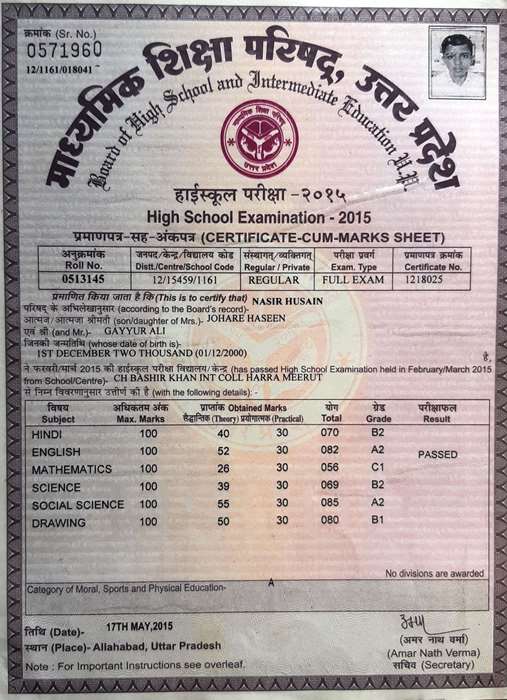 क्रमांक (Sr. No.)
0571960
12/1161/018041
माध्यमिक शिक्षा परिषद्, उत्तर प्रदेश
Board of High School and Intermediate Education U.P.
माध्यमिक शिक्षा परिषद्
उत्तर प्रदेश
हाईस्कूल परीक्षा -२०१५
High School Examination - 2015
प्रमाणपत्र-सह-अंकपत्र (CERTIFICATE-CUM-MARKS SHEET)
अनुक्रमांक जनपद/केन्द्र/विद्यालय कोड संस्थागत/व्यक्तिगत परीक्षा प्रवर्ग प्रमाणपत्र क्रमांक
Roll No. Distt./Centre/School Code Regular / Private Exam. Type Certificate No.
0513145 12/15459/1161 REGULAR FULL EXAM 1218025
प्रमाणित किया जाता है कि (This is to certify that) NASIR HUSAIN
परिषद के अभिलेखानुसार (according to the Board's record)-
आत्मज/आत्मजा श्रीमती (son/daughter of Mrs.)- JOHARE HASEEN
एवं श्री (and Mr.)- GAYYUR ALI
जिनकी जन्मतिथि (whose date of birth is)-
1ST DECEMBER TWO THOUSAND (01/12/2000) है,
ने फरवरी/मार्च 2015 की हाईस्कूल परीक्षा विद्यालय/केन्द्र (has passed High School Examination held in February/March 2015
from School/Centre)- CH BASHIR KHAN INT COLL HARRA MEERUT
से निम्न विवरणानुसार उत्तीर्ण की है (with the following details): -
विषय अधिकतम अंक प्राप्तांक Obtained Marks योग ग्रेड परीक्षाफल
Subject Max. Marks सैद्धान्तिक (Theory) प्रयोगात्मक (Practical) Total Grade Result
HINDI 100 40 30 070 B2
ENGLISH 100 52 30 082 A2 PASSED
MATHEMATICS 100 26 30 056 C1
SCIENCE 100 39 30 069 B2
SOCIAL SCIENCE 100 55 30 085 A2
DRAWING 100 50 30 080 B1
No divisions are awarded
Category of Moral, Sports and Physical Education- A
तिथि (Date)- 17TH MAY,2015
स्थान (Place)- Allahabad, Uttar Pradesh
Note : For Important Instructions see overleaf.
(अमर नाथ वर्मा)
(Amar Nath Verma)
सचिव (Secretary)